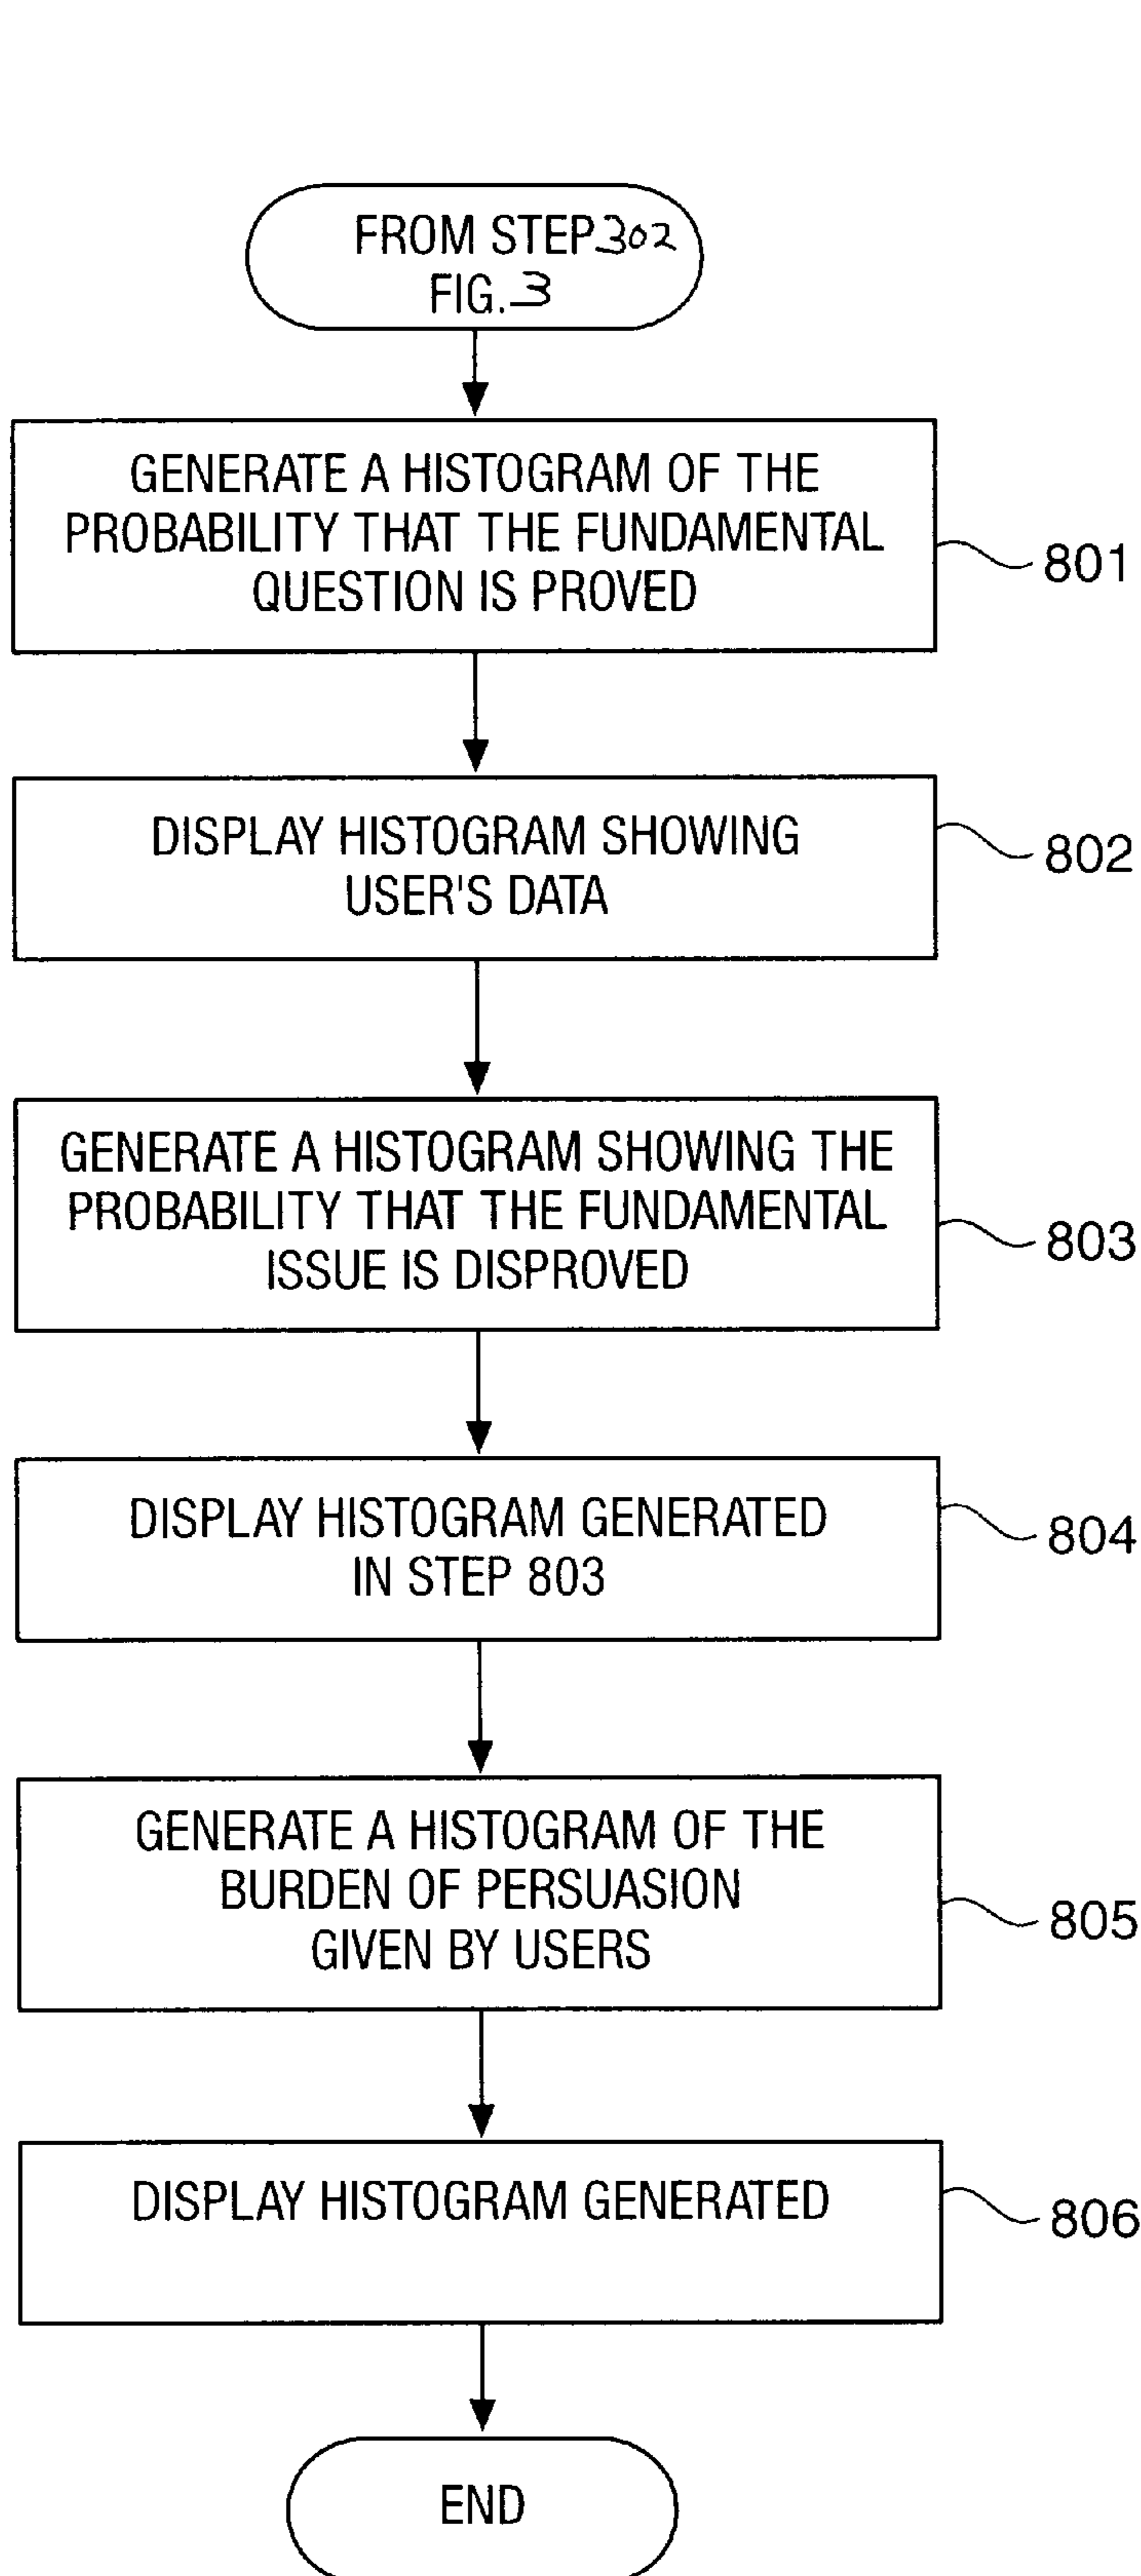 FROM STEP 302
FIG. 3
GENERATE A HISTOGRAM OF THE
PROBABILITY THAT THE FUNDAMENTAL
QUESTION IS PROVED
801
DISPLAY HISTOGRAM SHOWING
USER'S DATA
802
GENERATE A HISTOGRAM SHOWING THE
PROBABILITY THAT THE FUNDAMENTAL
ISSUE IS DISPROVED
803
DISPLAY HISTOGRAM GENERATED
IN STEP 803
804
GENERATE A HISTOGRAM OF THE
BURDEN OF PERSUASION
GIVEN BY USERS
805
DISPLAY HISTOGRAM GENERATED
806
END